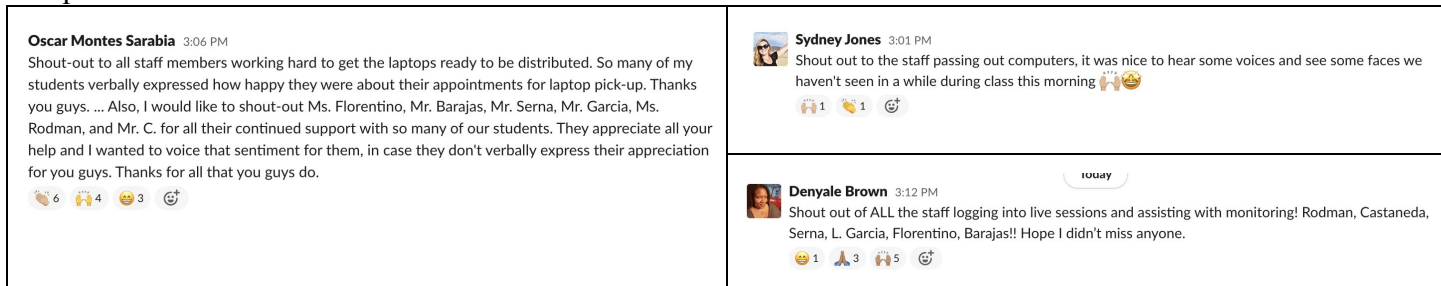 Oscar Montes Sarabia 3:06 PM
Shout-out to all staff members working hard to get the laptops ready to be distributed. So many of my
students verbally expressed how happy they were about their appointments for laptop pick-up. Thanks
you guys. ... Also, I would like to shout-out Ms. Florentino, Mr. Barajas, Mr. Serna, Mr. Garcia, Ms.
Rodman, and Mr. C. for all their continued support with so many of our students. They appreciate all your
help and I wanted to voice that sentiment for them, in case they don't verbally express their appreciation
for you guys. Thanks for all that you guys do.
👏 6 🙌 4 😁 3
Sydney Jones 3:01 PM
Shout out to the staff passing out computers, it was nice to hear some voices and see some faces we
haven't seen in a while during class this morning 🙌🤩
🙌 1 👏 1
Today
Denyale Brown 3:12 PM
Shout out of ALL the staff logging into live sessions and assisting with monitoring! Rodman, Castaneda,
Serna, L. Garcia, Florentino, Barajas!! Hope I didn't miss anyone.
😁 1 🙏 3 🙌 5